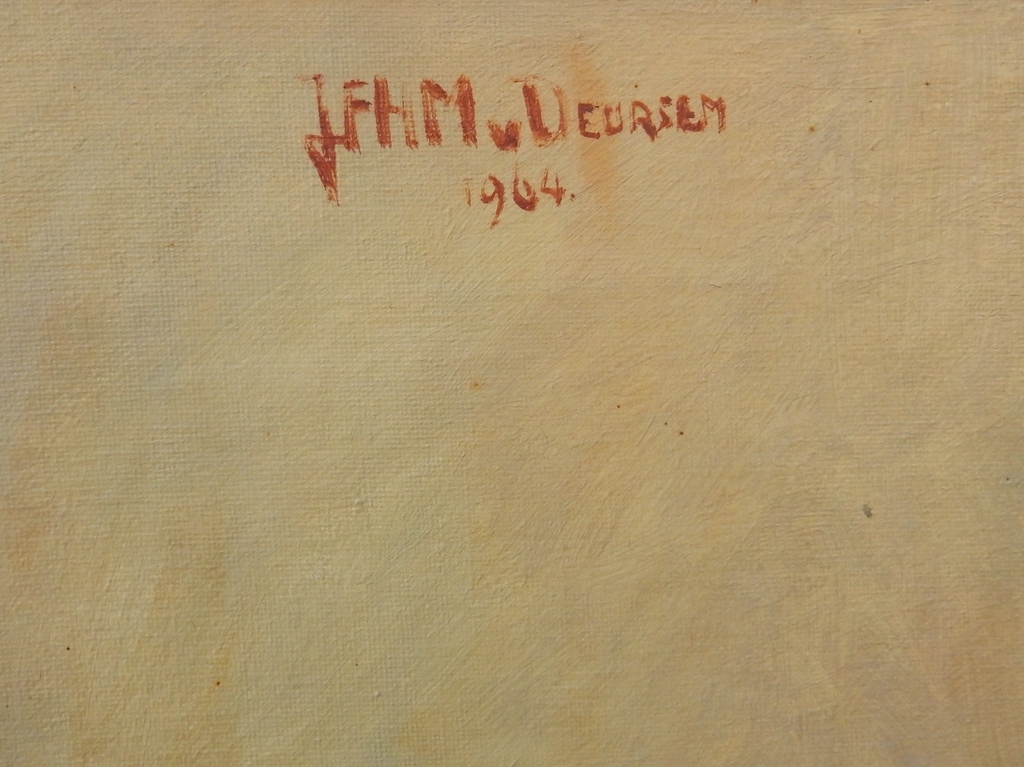 JFHM v DEURSEN
1964.